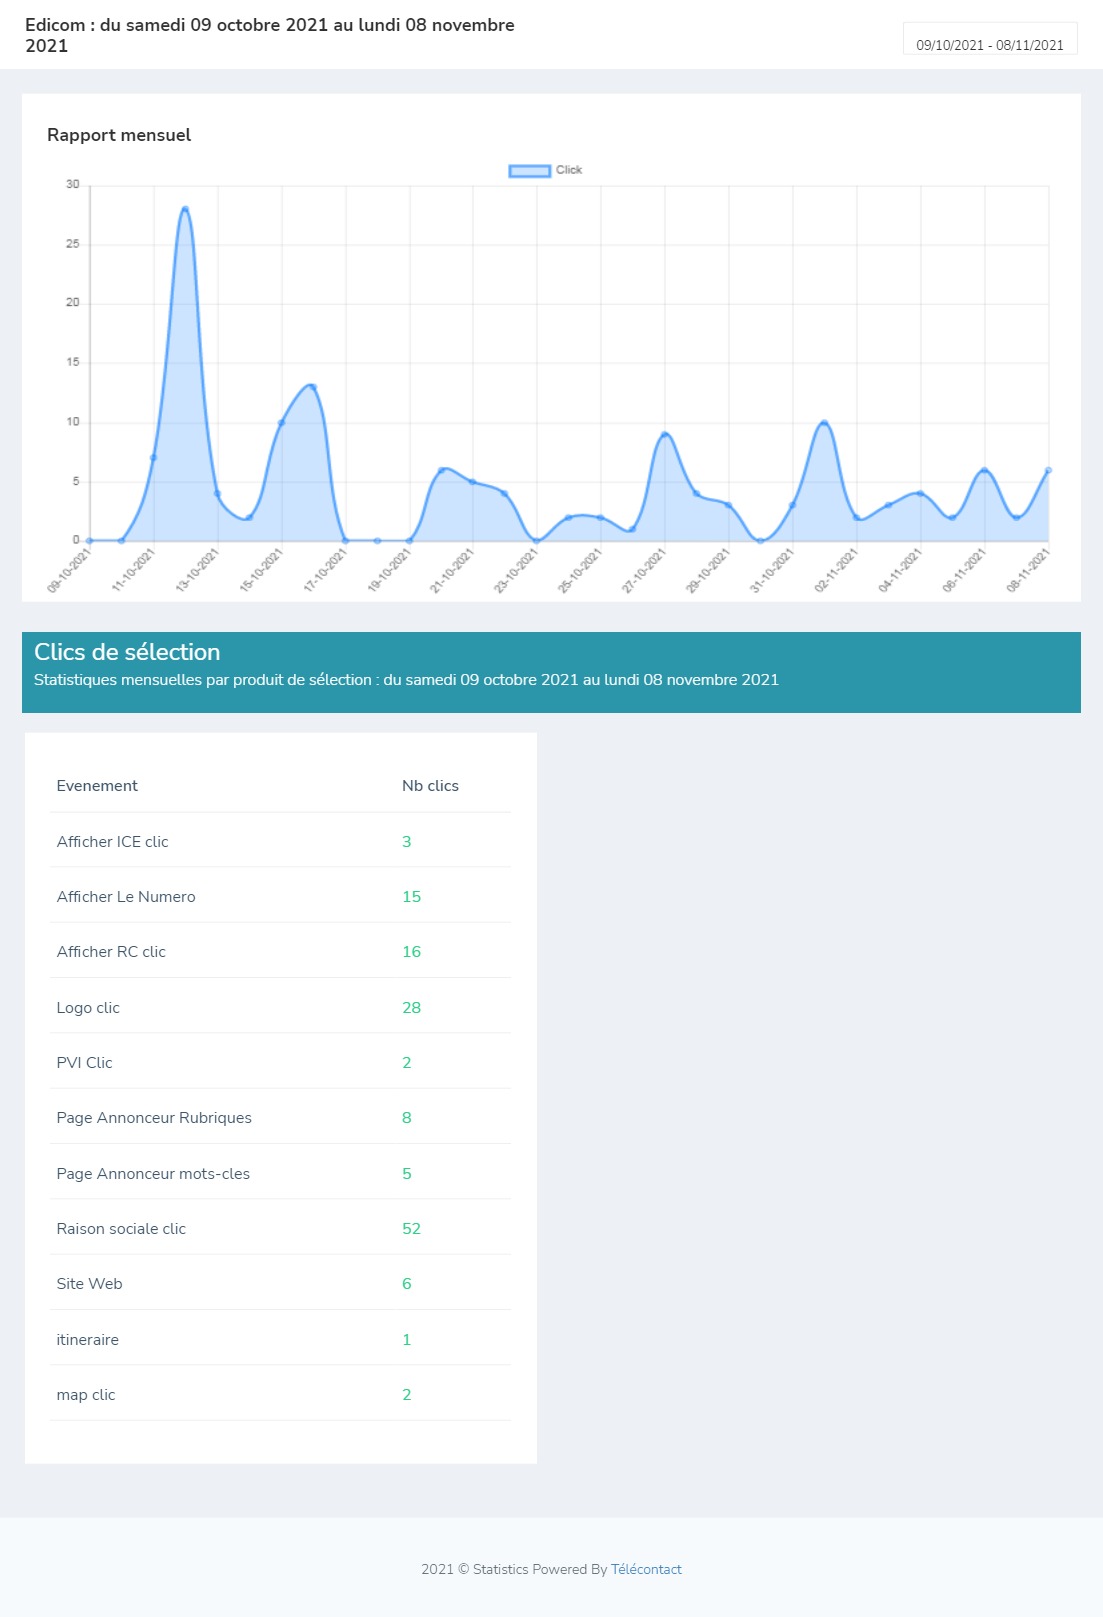 Edicom : du samedi 09 octobre 2021 au lundi 08 novembre
2021
09/10/2021 - 08/11/2021
Rapport mensuel
Click
30
25
20
15
10
5
0
09-10-2021
11-10-2021
13-10-2021
15-10-2021
17-10-2021
19-10-2021
21-10-2021
23-10-2021
25-10-2021
27-10-2021
29-10-2021
31-10-2021
02-11-2021
04-11-2021
06-11-2021
08-11-2021
Clics de sélection
Statistiques mensuelles par produit de sélection : du samedi 09 octobre 2021 au lundi 08 novembre 2021
Evenement Nb clics
Afficher ICE clic 3
Afficher Le Numero 15
Afficher RC clic 16
Logo clic 28
PVI Clic 2
Page Annonceur Rubriques 8
Page Annonceur mots-cles 5
Raison sociale clic 52
Site Web 6
itineraire 1
map clic 2
2021 © Statistics Powered By Télécontact